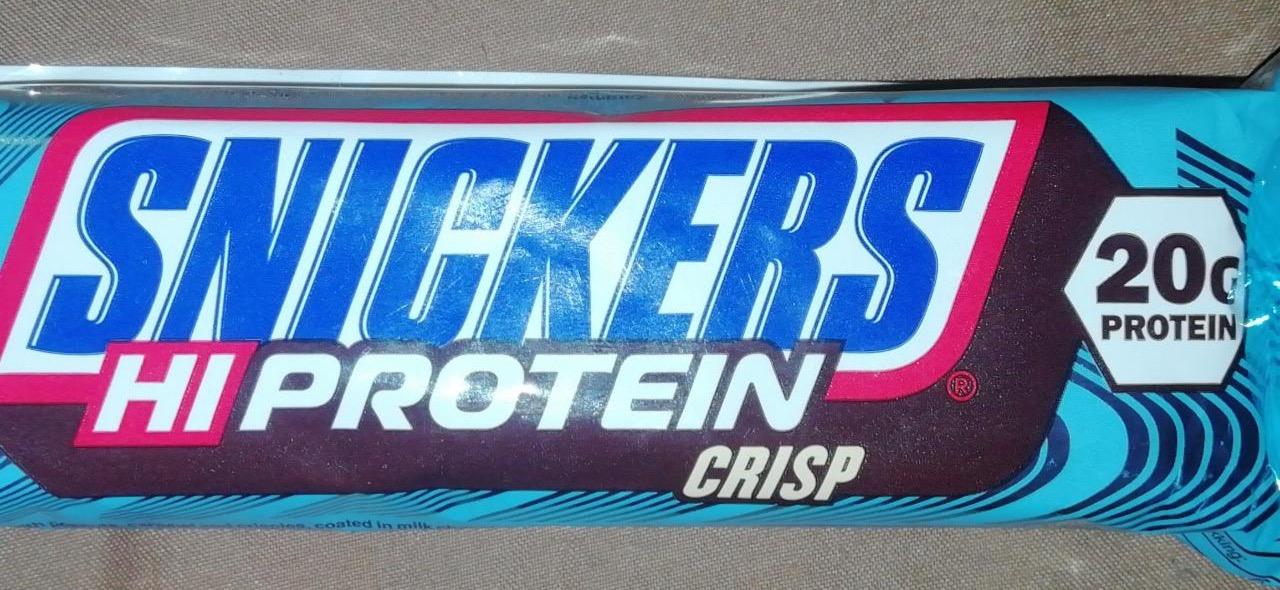 SNICKERS
HI PROTEIN
®
CRISP
20G
PROTEIN
coated in milk